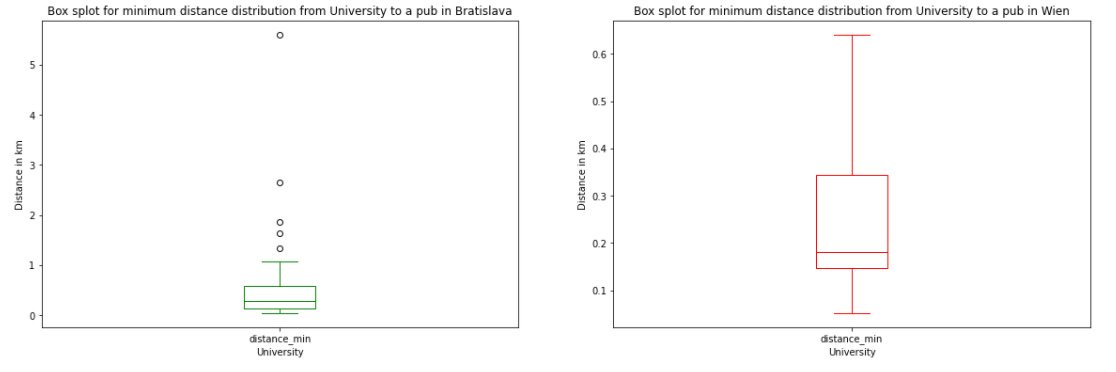 Box splot for minimum distance distribution from University to a pub in Bratislava
5
4
3
2
1
0
Distance in km
distance_min
University
Box splot for minimum distance distribution from University to a pub in Wien
0.6
0.5
0.4
0.3
0.2
0.1
Distance in km
distance_min
University